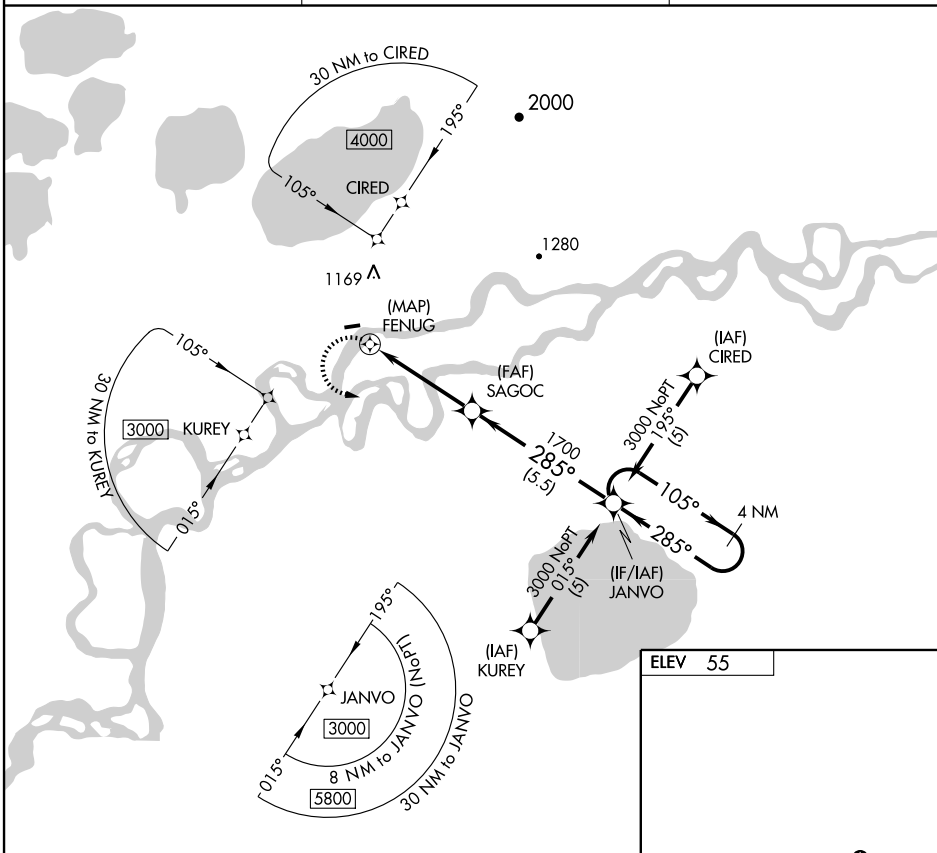 30 NM to CIRED
4000
195°
105°
CIRED
2000
1280
1169
(MAP)
FENUG
(FAF)
SAGOC
(IAF)
CIRED
105°
30 NM to KUREY
3000
KUREY
015°
1700
285°
(5.5)
3000 NoPT
195°
(5)
105°
4 NM
285°
3000 NoPT
015°
(5)
(IF/IAF)
JANVO
(IAF)
KUREY
195°
JANVO
3000
8 NM to JANVO (NoPT)
015°
5800
30 NM to JANVO
ELEV 55